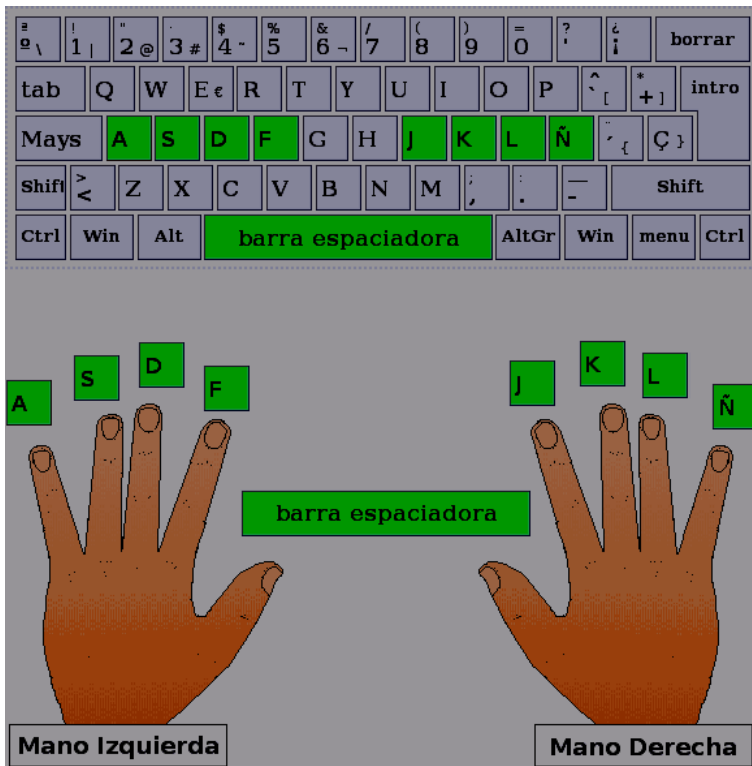 ª º \ ! 1 | " 2 @ · 3 # $ 4 ~ % 5 & 6 ¬ / 7 ( 8 ) 9 = 0 ? ' ¿ ¡ borrar
tab Q W E € R T Y U I O P ^ ` [ * + ] intro
Mays A S D F G H J K L Ñ ¨ ´ { Ç }
Shift > < Z X C V B N M ; , : . _ - Shift
Ctrl Win Alt barra espaciadora AltGr Win menu Ctrl
A S D F J K L Ñ
barra espaciadora
Mano Izquierda Mano Derecha